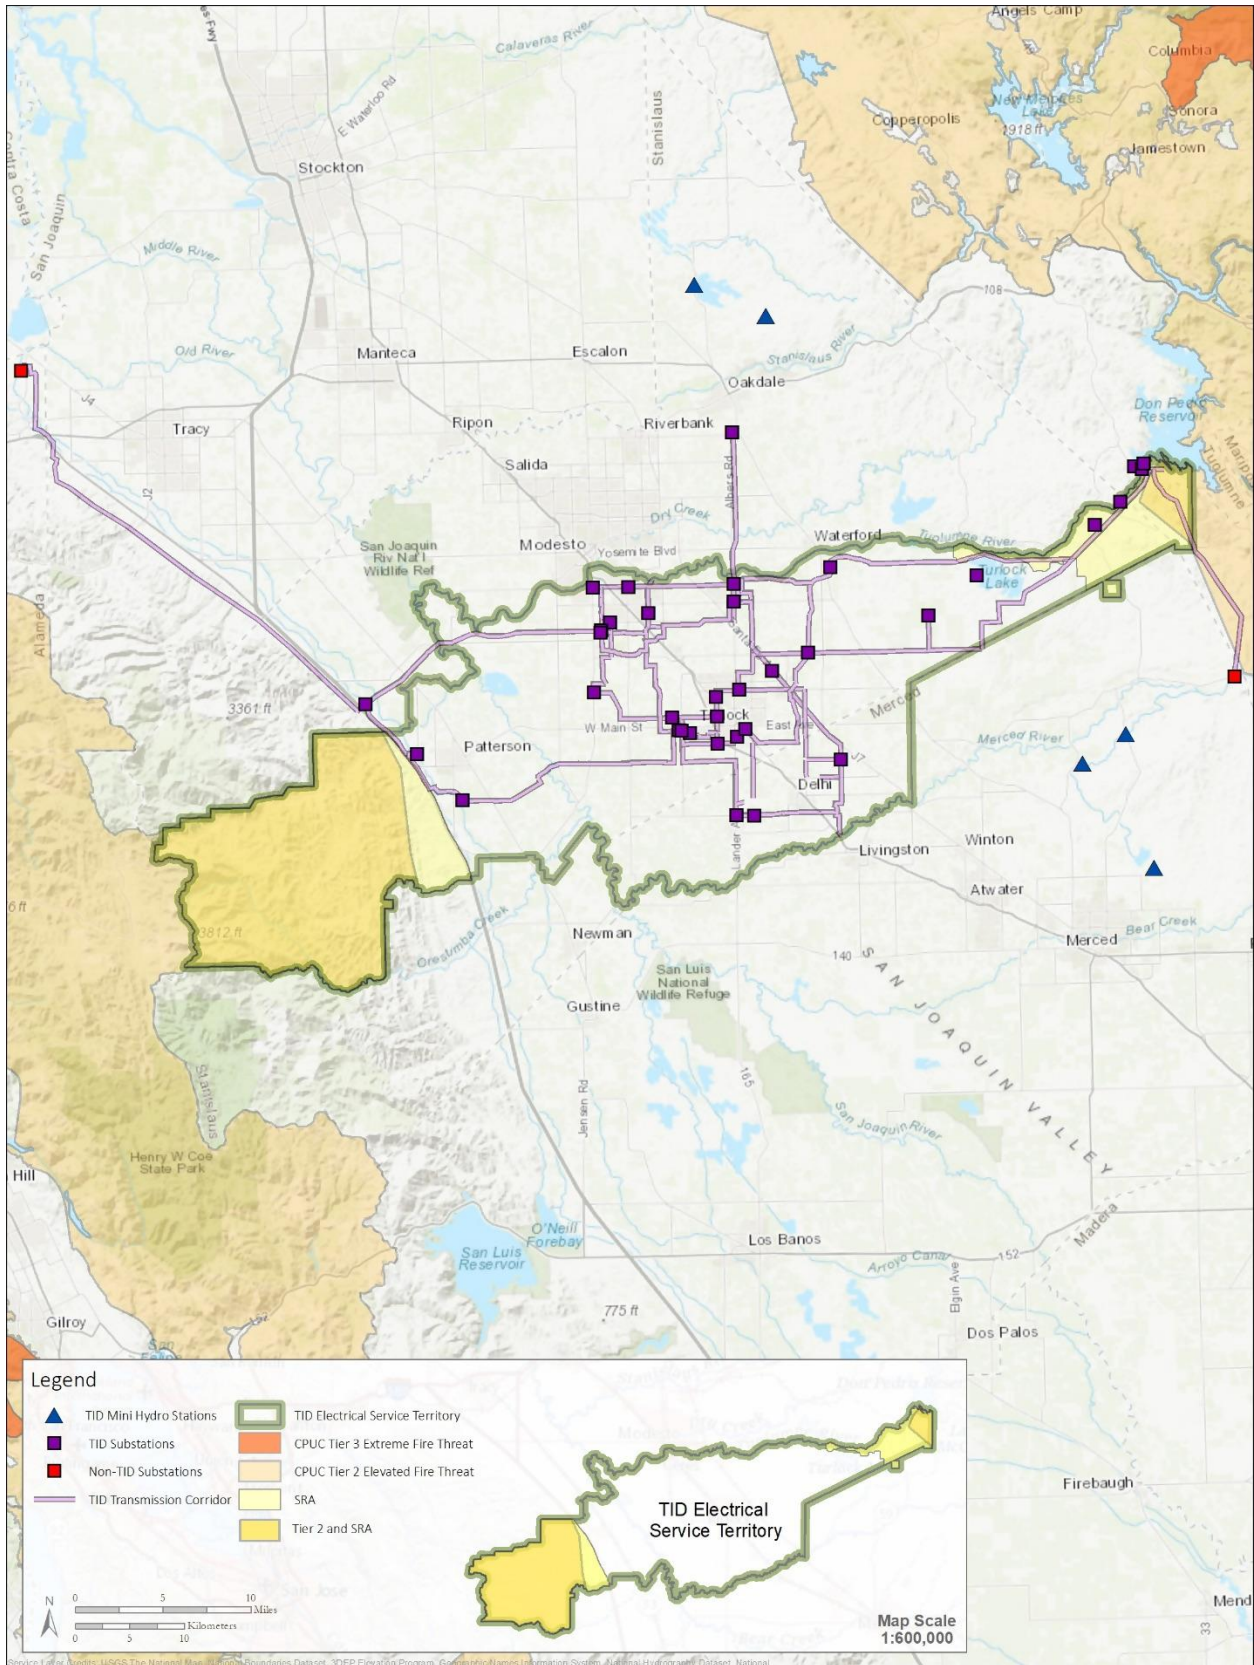 Angels Camp
Calaveras River
Columbia
E Waterloo Rd
New Melones
Lake
1918 ft
Sonora
Copperopolis
Jamestown
Stockton
Stanislaus
Contra Costa
San Joaquin
Middle River
108
Old River
Manteca
Escalon
Stanislaus River
Oakdale
J4
Don Pedro
Reservoir
Tracy
Ripon
Riverbank
Salida
Albers Rd
Tuolumne
J2
Dry Creek
Waterford
Tuolumne River
San Joaquin
Riv Nat'l
Wildlife Ref
Modesto
Yosemite Blvd
Turlock
Lake
Alameda
Merced
3361 ft
W Main St
East Ave
Patterson
Merced River
J7
Delhi
Livingston
Winton
Atwater
3812 ft
Orestimba Creek
Newman
Bear Creek
Merced
140
San Luis
National
Wildlife Refuge
SAN JOAQUIN VALLEY
Gustine
Stanislaus
165
Jensen Rd
San Joaquin River
Henry W Coe
State Park
Hill
Madera
O'Neill
Forebay
San Luis
Reservoir
Los Banos
Arroyo Canal
152
Elgin Ave
775 ft
Gilroy
152
Dos Palos
Legend
TID Mini Hydro Stations
TID Substations
Non-TID Substations
TID Transmission Corridor
TID Electrical Service Territory
CPUC Tier 3 Extreme Fire Threat
CPUC Tier 2 Elevated Fire Threat
SRA
Tier 2 and SRA
TID Electrical
Service Territory
Firebaugh
N
0 5 10
Miles
Kilometers
0 5 10
Map Scale
1:600,000
Mend
33